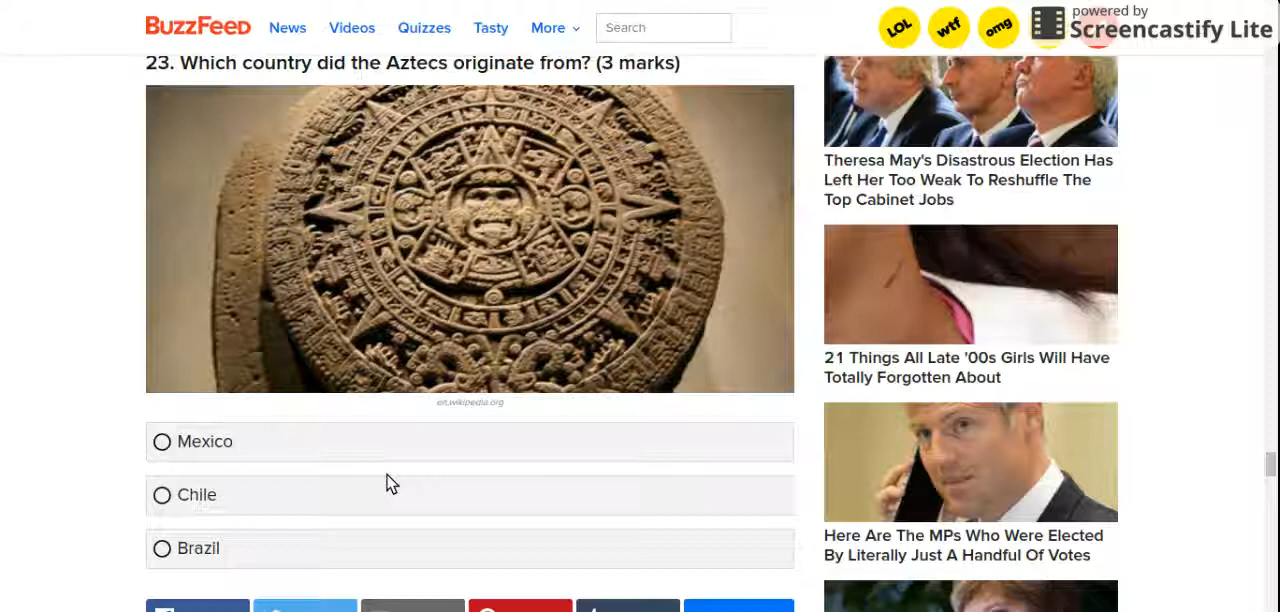 BuzzFeed News Videos Quizzes Tasty More Search LOL wtf omg
powered by
Screencastify Lite
23. Which country did the Aztecs originate from? (3 marks)
en.wikipedia.org
Mexico
Chile
Brazil
Theresa May's Disastrous Election Has
Left Her Too Weak To Reshuffle The
Top Cabinet Jobs
21 Things All Late '00s Girls Will Have
Totally Forgotten About
Here Are The MPs Who Were Elected
By Literally Just A Handful Of Votes